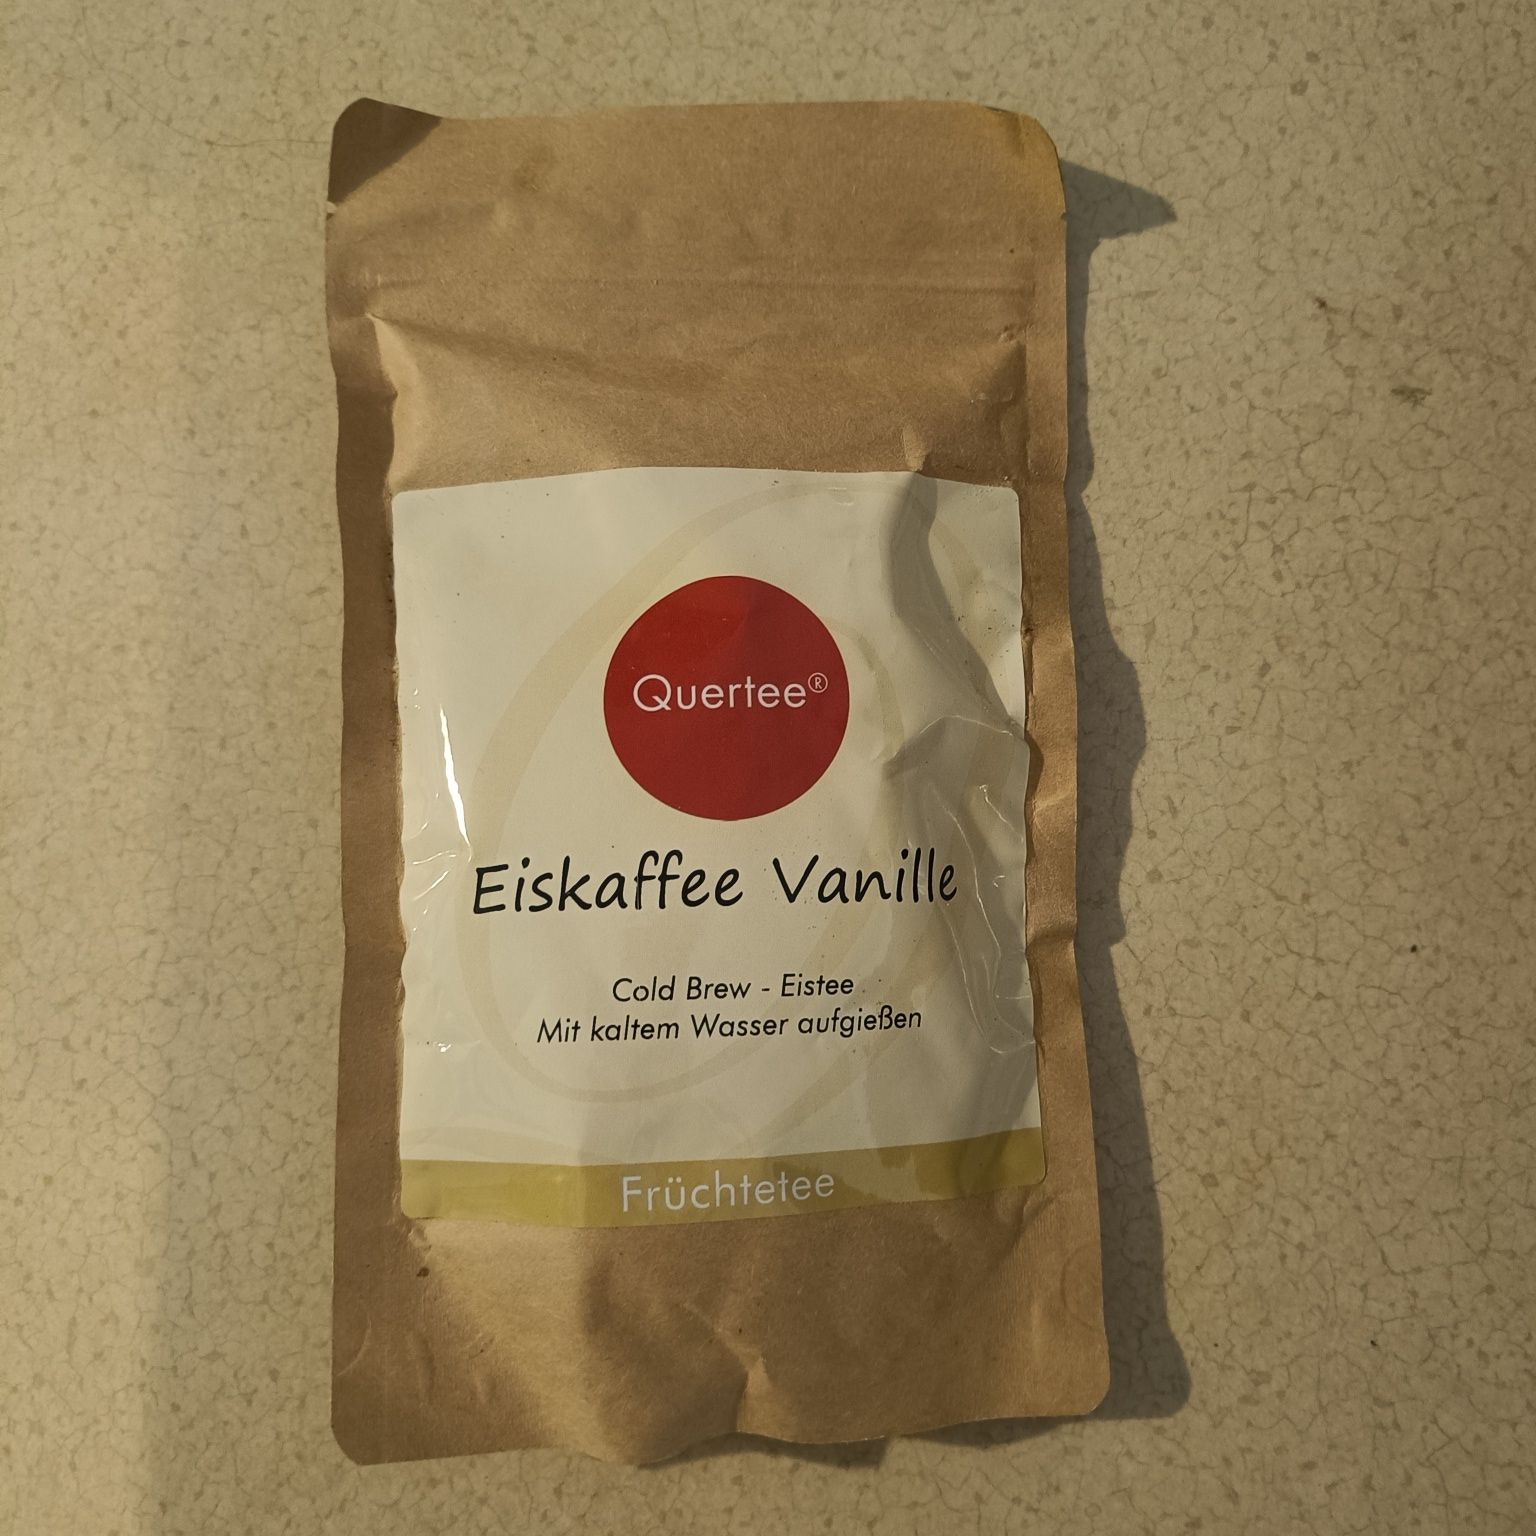 Quertee®
Eiskaffee Vanille
Cold Brew - Eistee
Mit kaltem Wasser aufgießen
Früchtetee